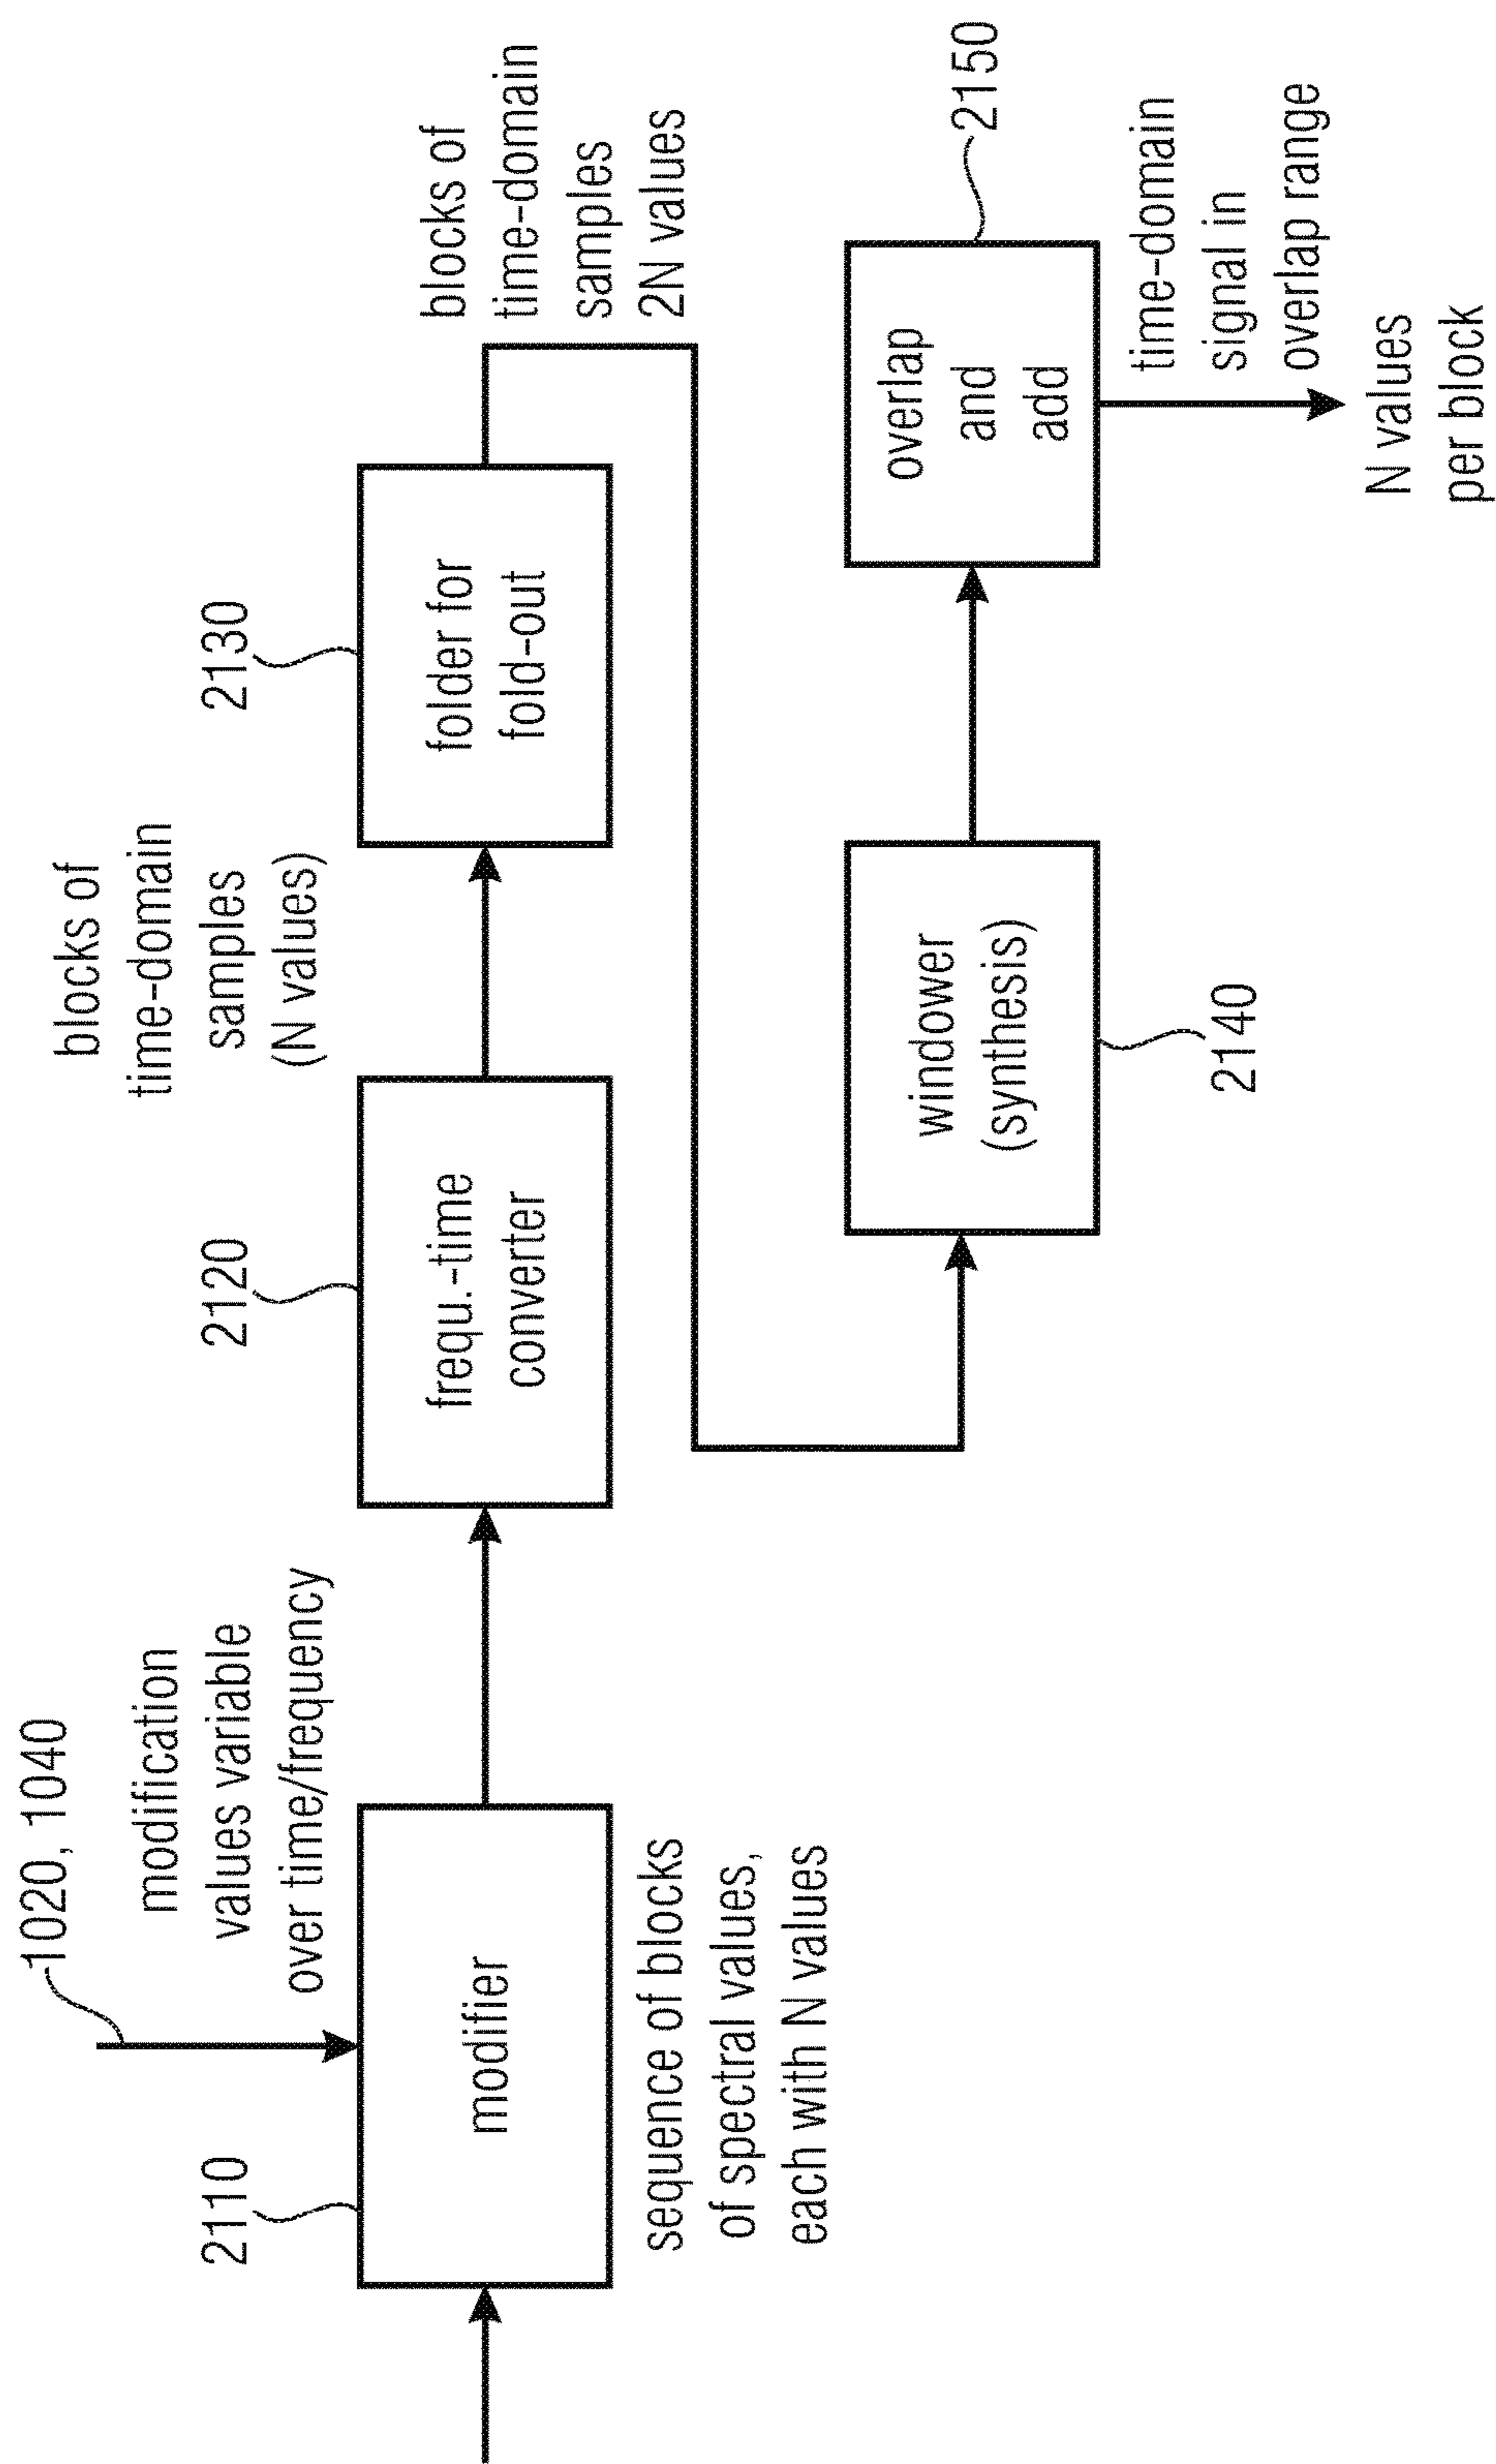 1020, 1040
modification
values variable
over time/frequency
2110
modifier
sequence of blocks
of spectral values,
each with N values
2120
frequ.-time
converter
blocks of
time-domain
samples
(N values)
2130
folder for
fold-out
blocks of
time-domain
samples
2N values
windower
(synthesis)
2140
overlap
and
add
2150
time-domain
signal in
overlap range
N values
per block